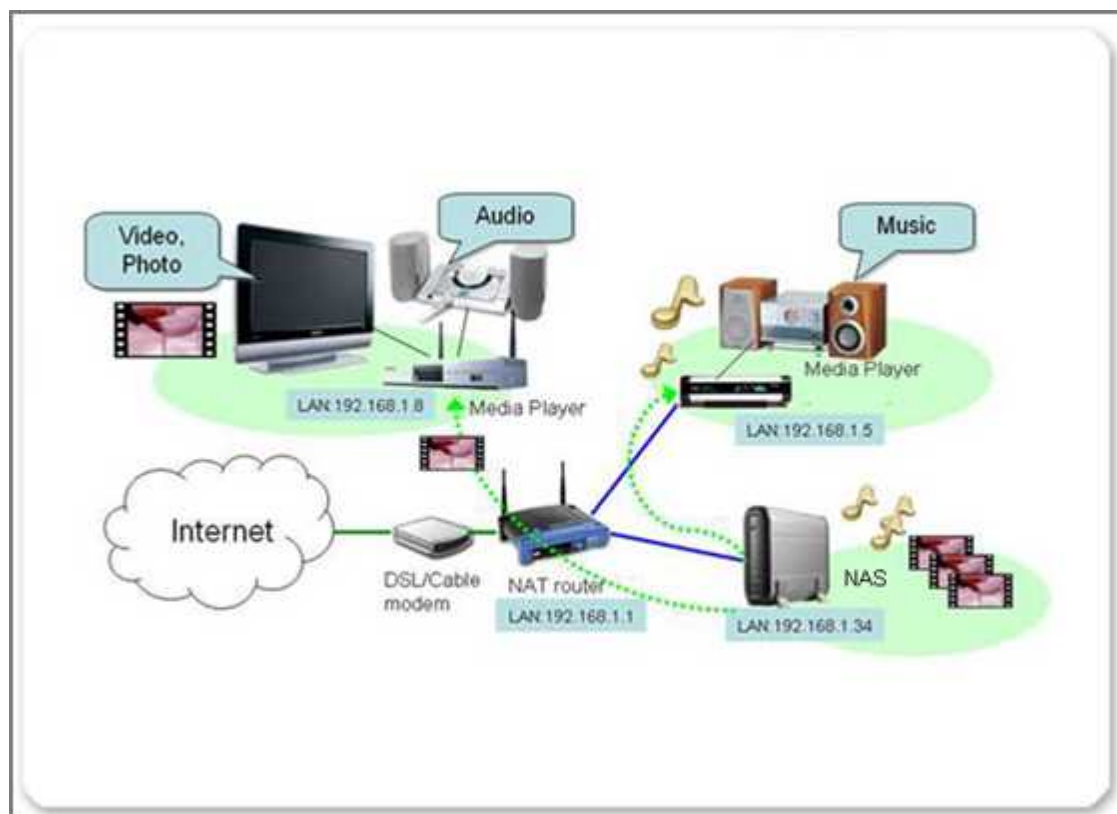 Video,
Photo
Audio
Music
LAN:192.168.1.8
Media Player
Media Player
LAN:192.168.1.5
Internet
DSL/Cable
modem
NAT router
LAN:192.168.1.1
NAS
LAN:192.168.1.34